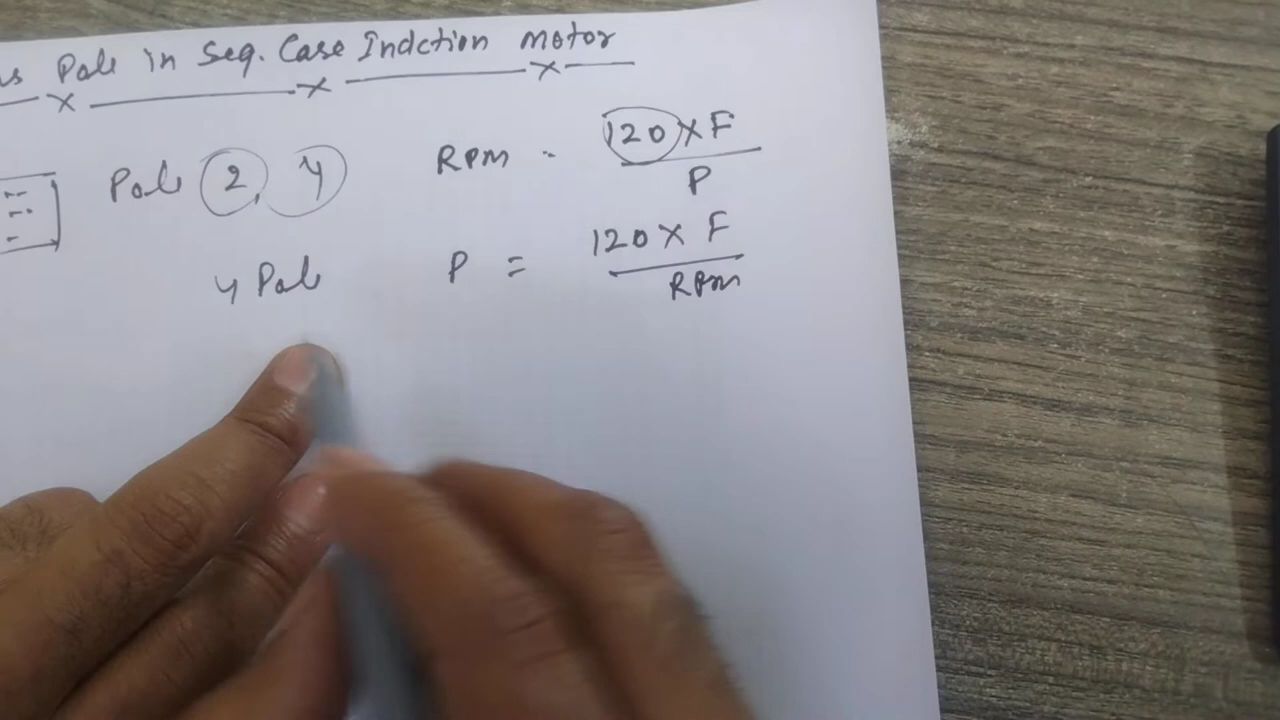 Pole in Seq. Case Indction motor
Pole 2, 4
RPM = 120 x F / P
4 Pole
P = 120 x F / RPM